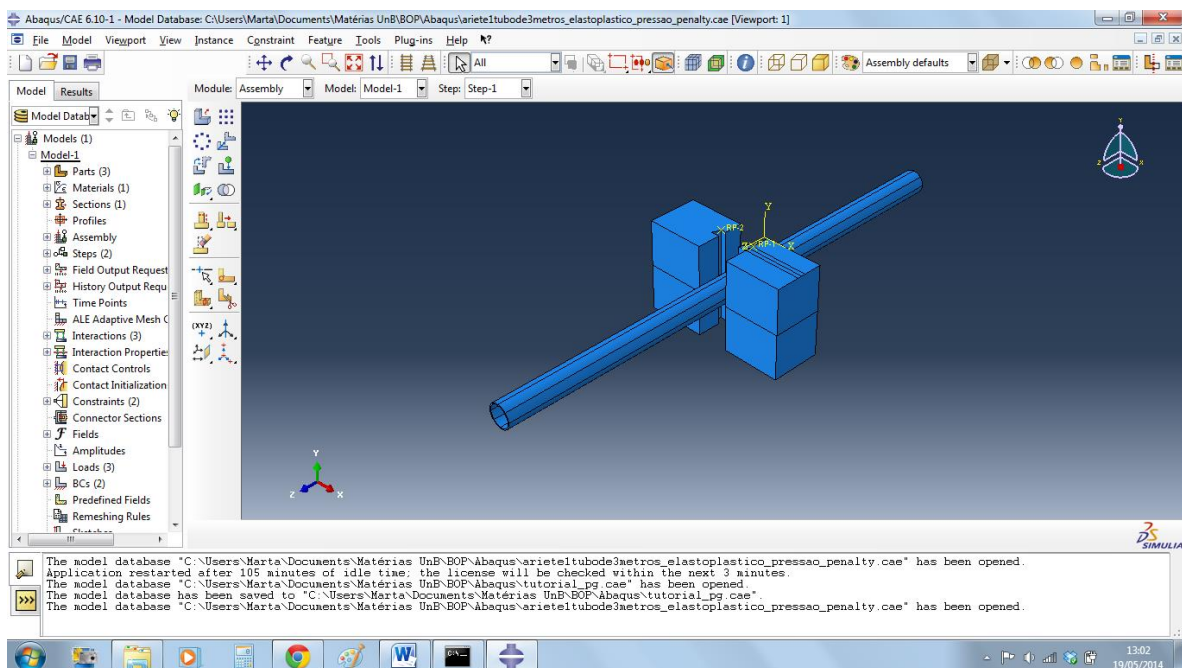 Abaqus/CAE 6.10-1 - Model Database: C:\Users\Marta\Documents\Matérias UnB\BOP\Abaqus\ariete1tubode3metros_elastoplastico_pressao_penalty.cae [Viewport: 1]
File Model Viewport View Instance Constraint Feature Tools Plug-ins Help
All
Assembly defaults
Model Results
Module: Assembly Model: Model-1 Step: Step-1
Model Datab
Models (1)
Model-1
Parts (3)
Materials (1)
Sections (1)
Profiles
Assembly
Steps (2)
Field Output Request
History Output Requ
Time Points
ALE Adaptive Mesh C
Interactions (3)
Interaction Propertie
Contact Controls
Contact Initialization
Constraints (2)
Connector Sections
Fields
Amplitudes
Loads (3)
BCs (2)
Predefined Fields
Remeshing Rules
(XYZ)
Y
RP-2
Z RP-1 X
Y
Z X
Y
Z X
SIMULIA
The model database "C:\Users\Marta\Documents\Matérias UnB\BOP\Abaqus\ariete1tubode3metros_elastoplastico_pressao_penalty.cae" has been opened.
Application restarted after 105 minutes of idle time; the license will be checked within the next 3 minutes.
The model database "C:\Users\Marta\Documents\Matérias UnB\BOP\Abaqus\tutorial_pg.cae" has been opened.
The model database has been saved to "C:\Users\Marta\Documents\Matérias UnB\BOP\Abaqus\tutorial_pg.cae".
The model database "C:\Users\Marta\Documents\Matérias UnB\BOP\Abaqus\ariete1tubode3metros_elastoplastico_pressao_penalty.cae" has been opened.
13:02
19/05/2014